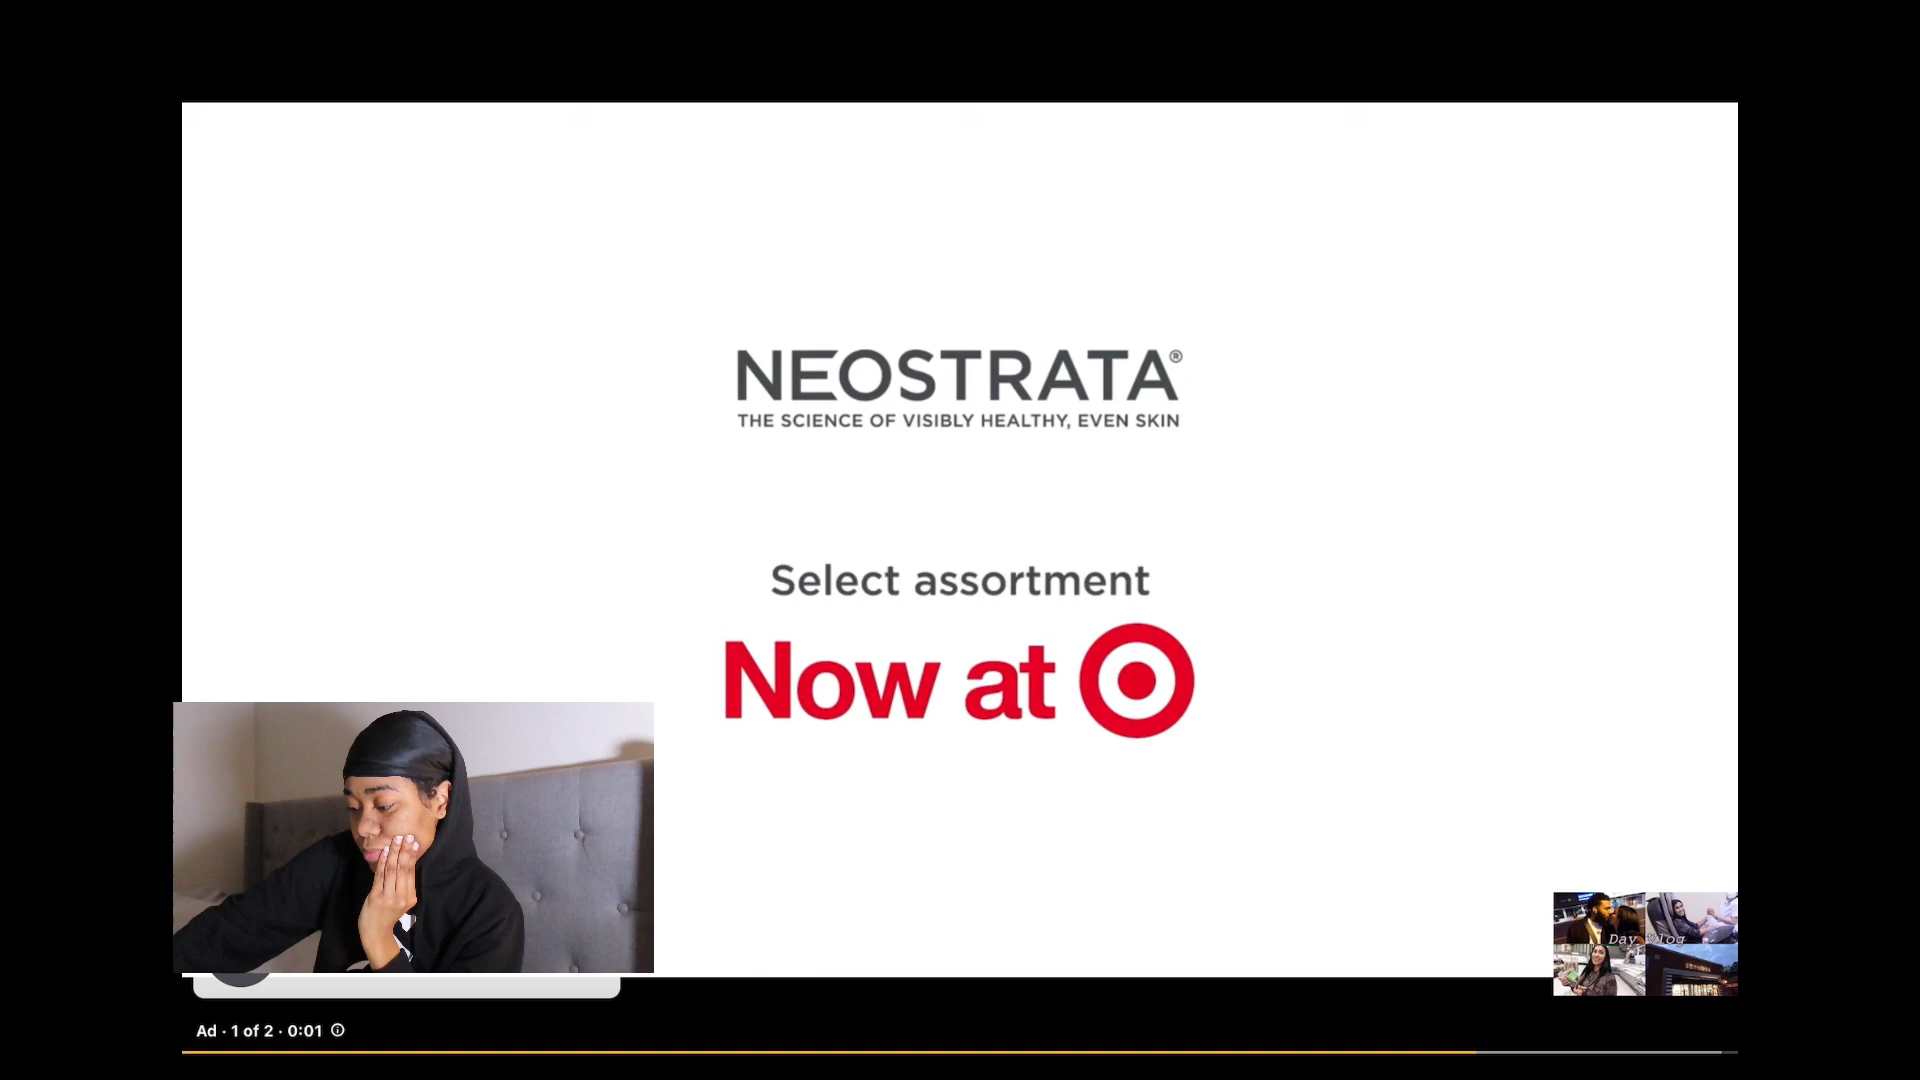 NEOSTRATA®
THE SCIENCE OF VISIBLY HEALTHY, EVEN SKIN
Select assortment
Now at
Day Vlog
Ad · 1 of 2 · 0:01